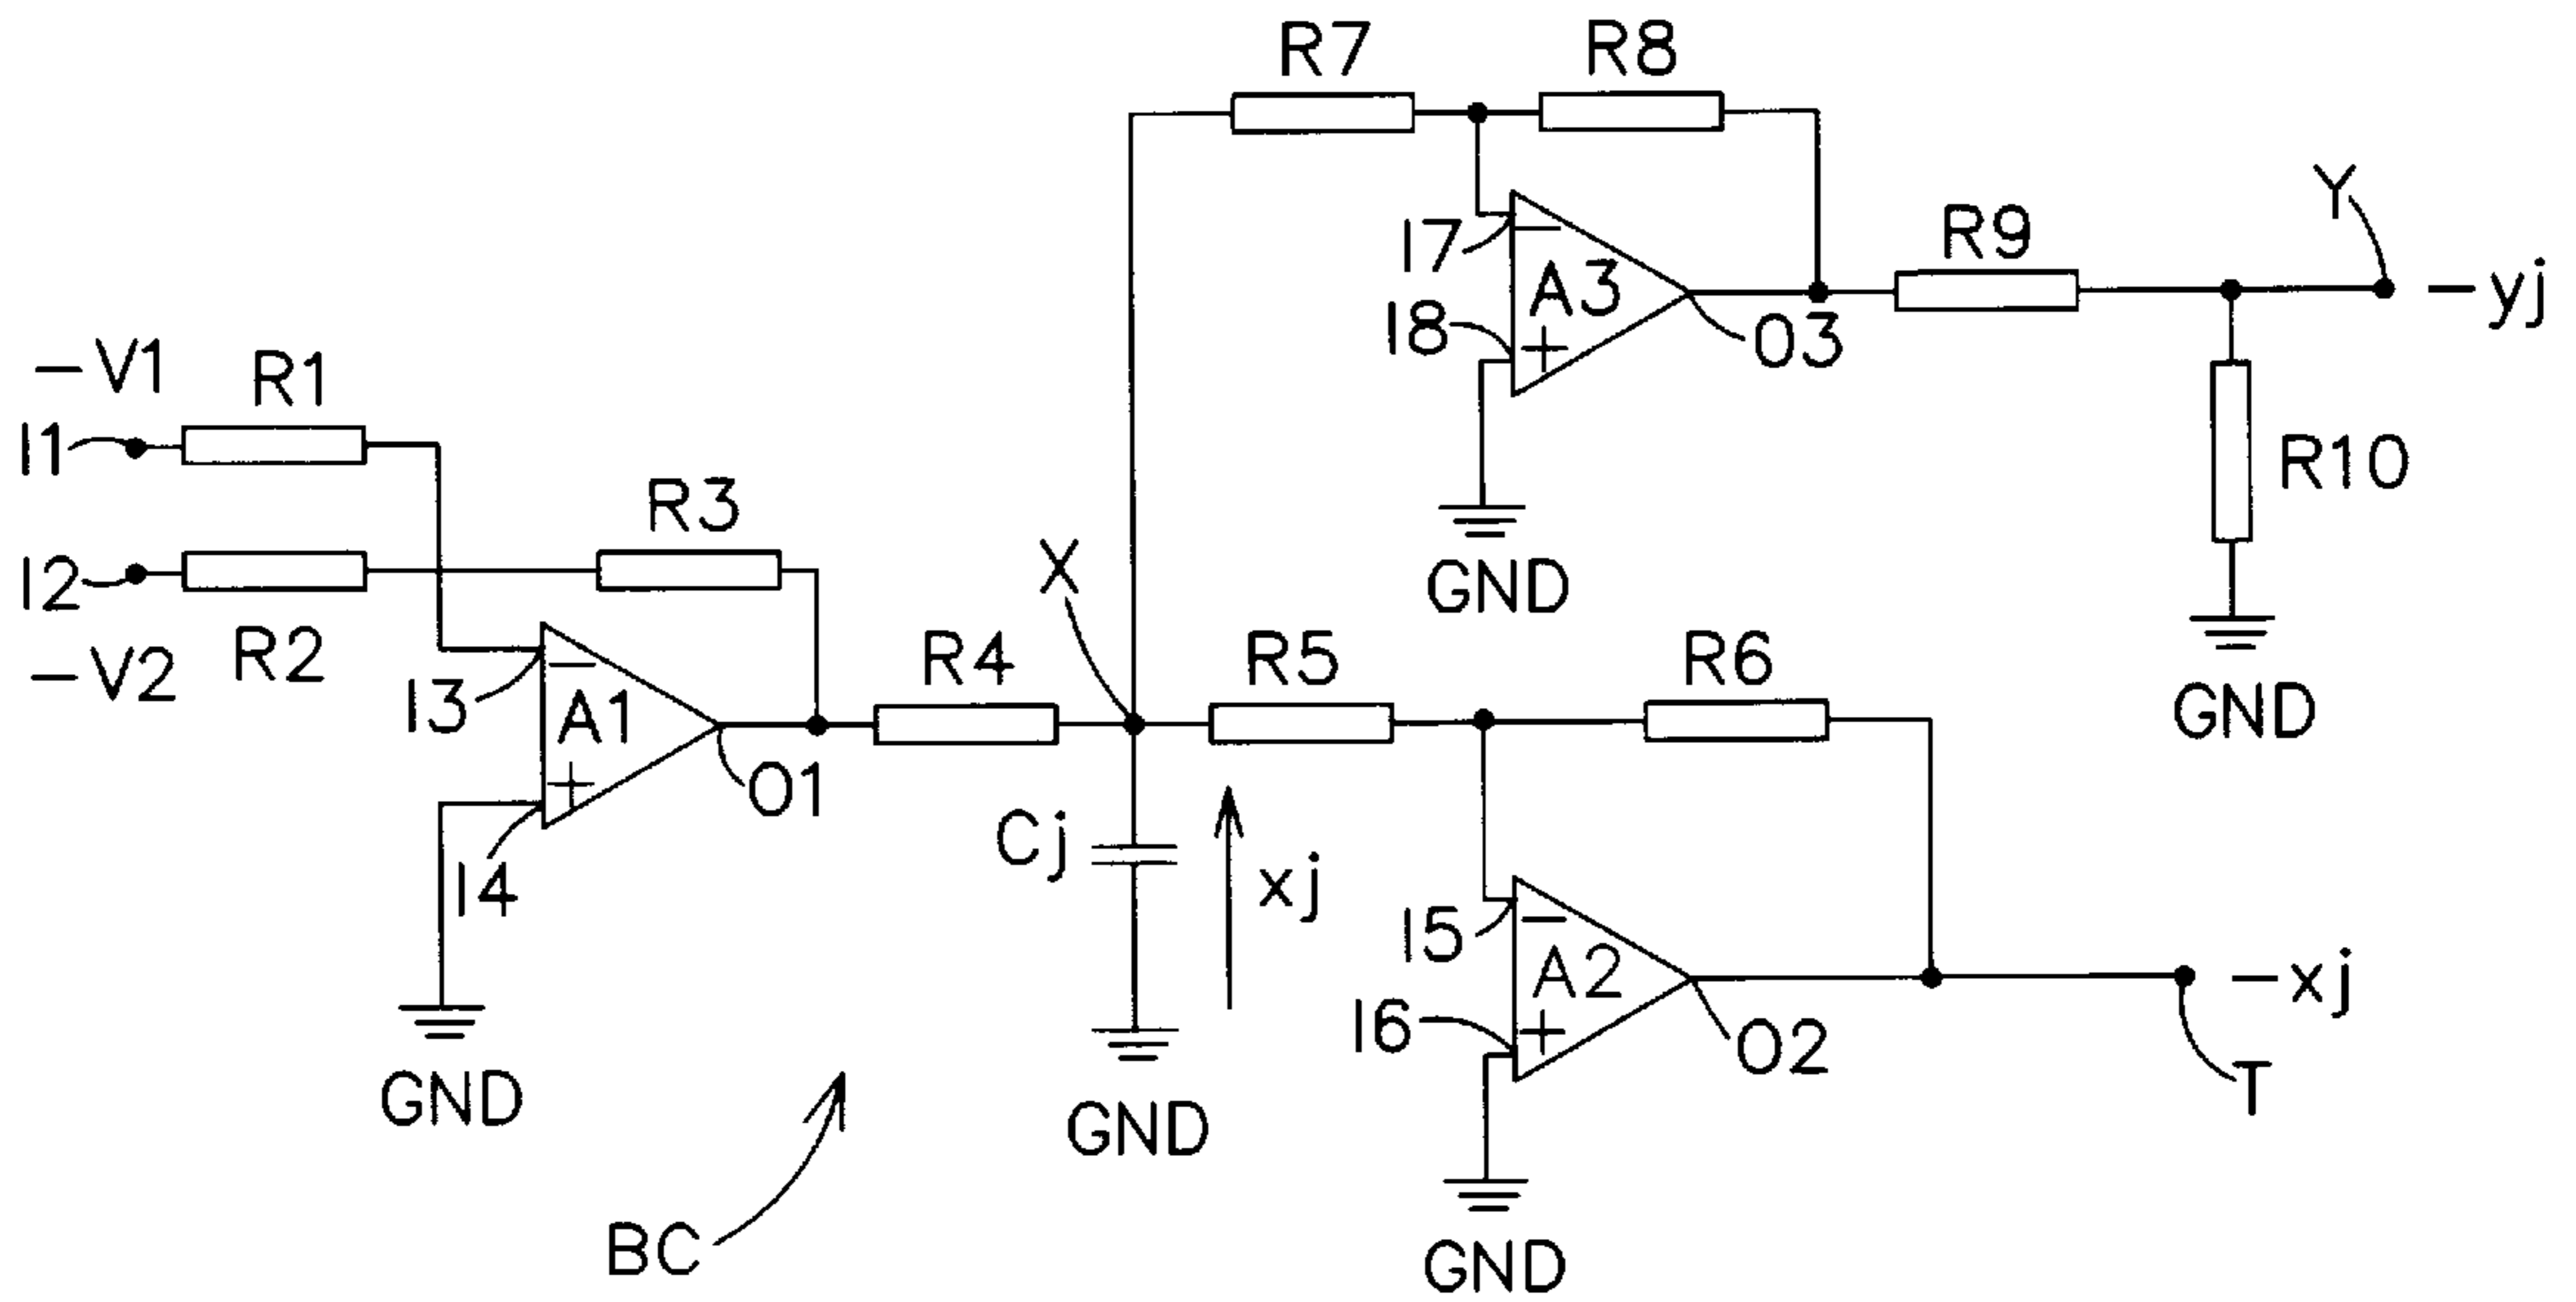 R7
R8
Y
I7
A3
R9
-yj
I8
O3
-V1
R1
I1
R10
R3
I2
X
GND
R2
-V2
R4
R5
R6
I3
A1
GND
O1
Cj
xj
I4
I5
A2
-xj
I6
O2
T
GND
GND
BC
GND